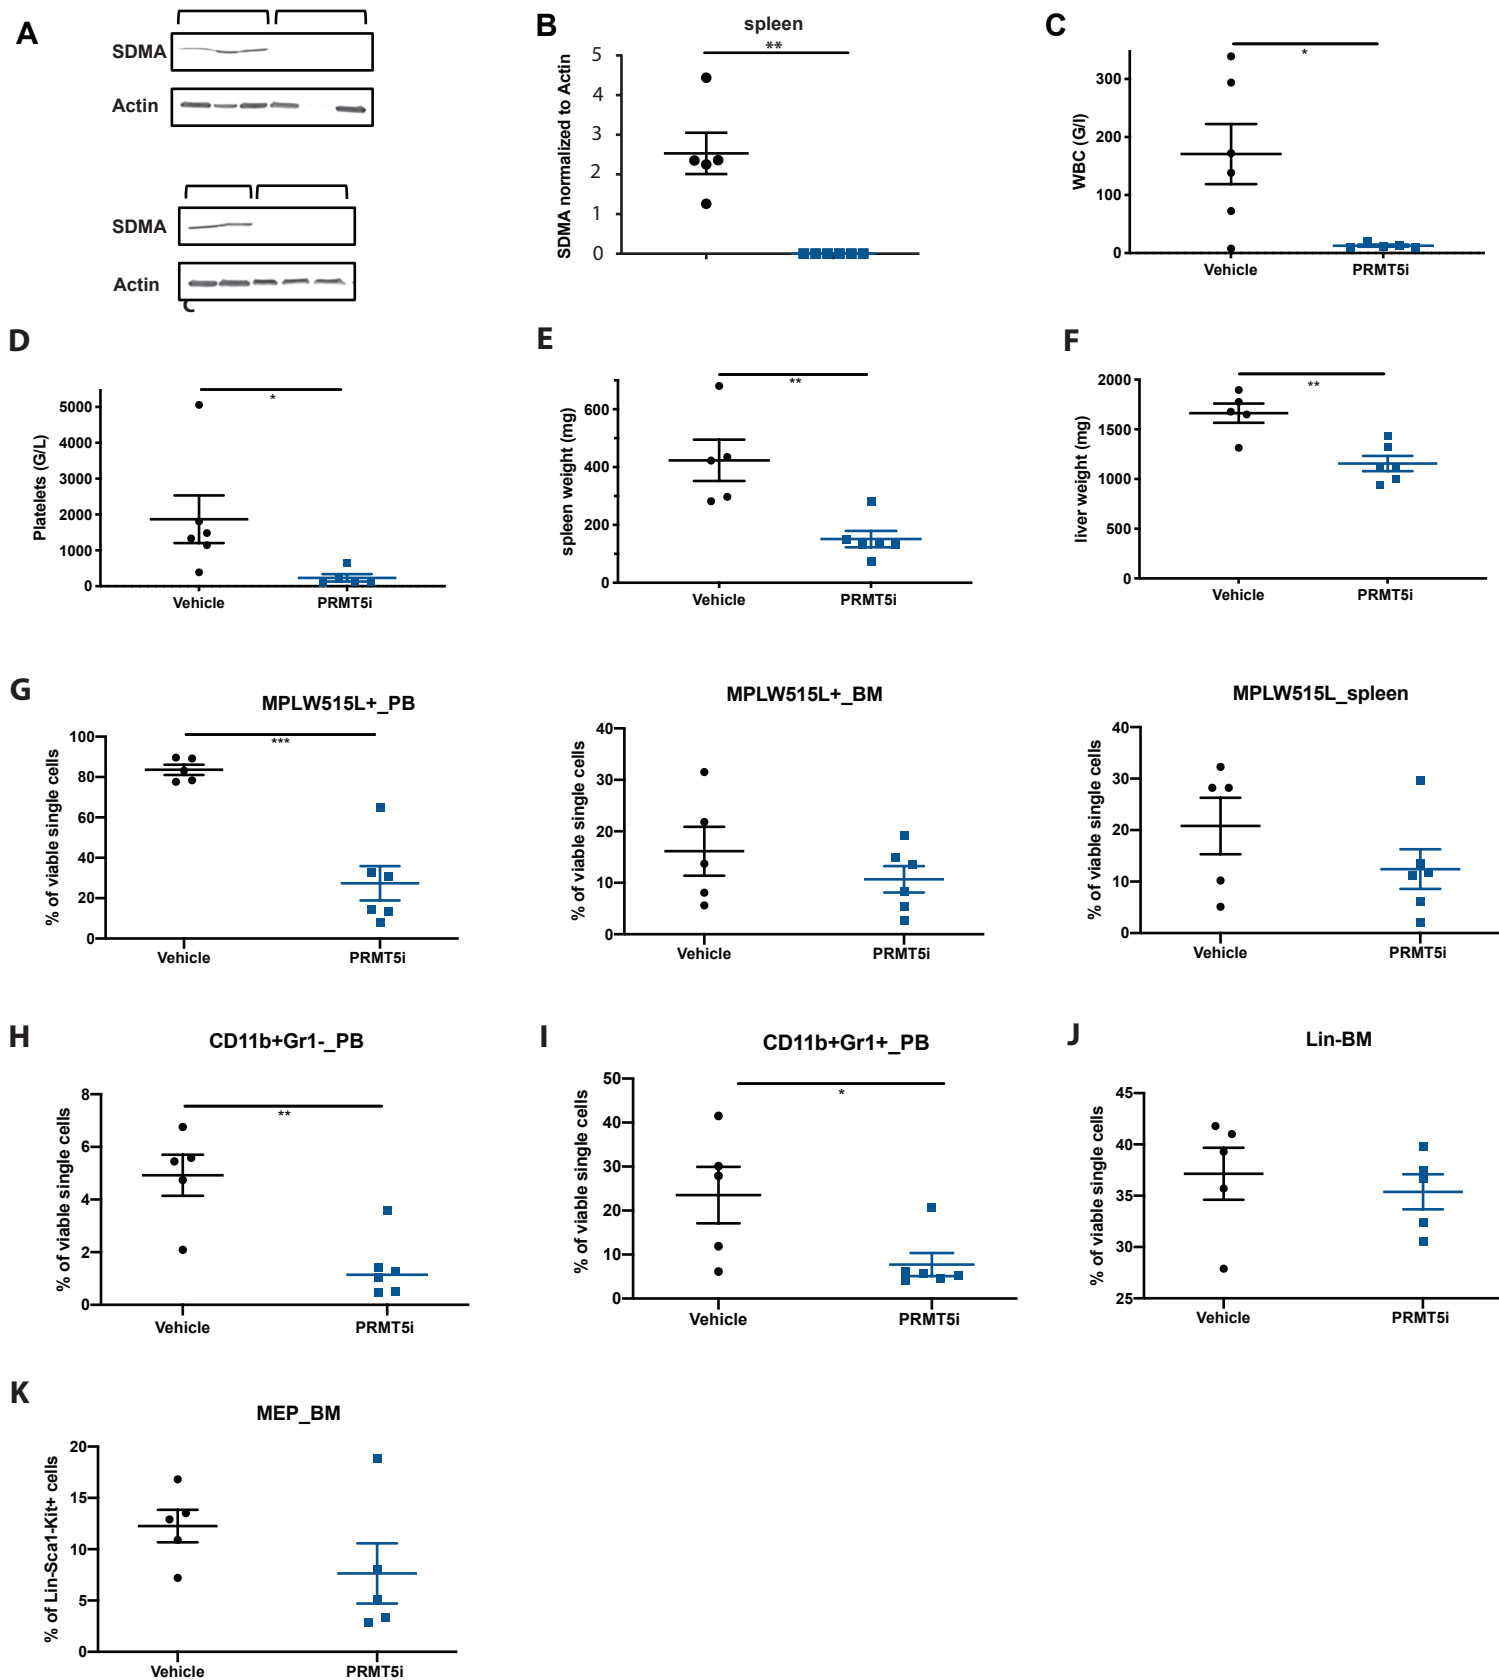 A
SDMA
Actin
SDMA
Actin
C
B
spleen
**
SDMA normalized to Actin
5
4
3
2
1
0
C
*
WBC (G/l)
300
200
100
0
Vehicle PRMT5i
D
*
Platelets (G/L)
5000
4000
3000
2000
1000
0
Vehicle PRMT5i
E
**
spleen weight (mg)
600
400
200
0
Vehicle PRMT5i
F
**
liver weight (mg)
2000
1500
1000
500
0
Vehicle PRMT5i
G
MPLW515L+_PB
***
% of viable single cells
100
80
60
40
20
0
Vehicle PRMT5i
MPLW515L+_BM
% of viable single cells
40
30
20
10
0
Vehicle PRMT5i
MPLW515L_spleen
% of viable single cells
40
30
20
10
0
Vehicle PRMT5i
H
CD11b+Gr1-_PB
**
% of viable single cells
8
6
4
2
0
Vehicle PRMT5i
I
CD11b+Gr1+_PB
*
% of viable single cells
50
40
30
20
10
0
Vehicle PRMT5i
J
Lin-BM
% of viable single cells
45
40
35
30
25
Vehicle PRMT5i
K
MEP_BM
% of Lin-Sca1-Kit+ cells
20
15
10
5
0
Vehicle PRMT5i